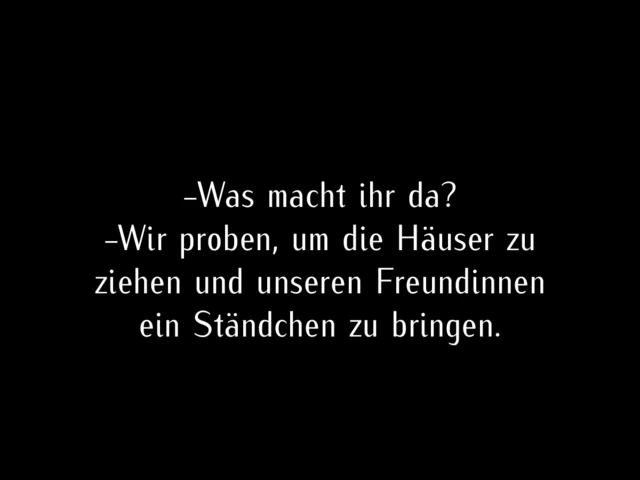 –Was macht ihr da?
–Wir proben, um die Häuser zu
ziehen und unseren Freundinnen
ein Ständchen zu bringen.